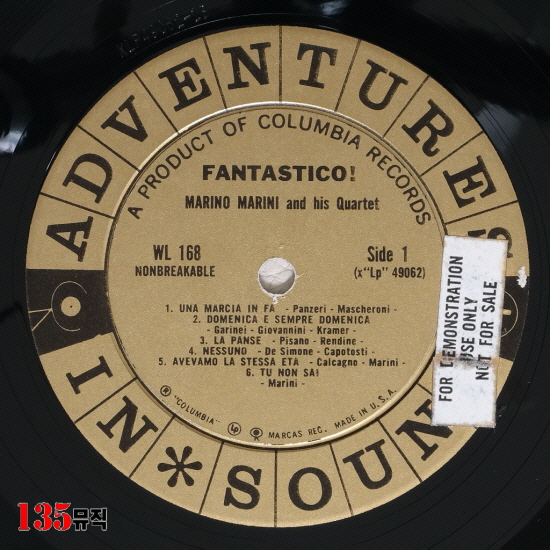 ADVENTURES
IN * SOUND
A PRODUCT OF COLUMBIA RECORDS
FANTASTICO!
MARINO MARINI and his Quartet
WL 168
NONBREAKABLE
Side 1
(x"Lp" 49062)
1. UNA MARCIA IN FA - Panzeri - Mascheroni -
2. DOMENICA E SEMPRE DOMENICA
- Garinei - Giovannini - Kramer -
3. LA PANSE - Pisano - Rendine -
4. NESSUNO - De Simone - Capotosti -
5. AVEVAMO LA STESSA ETA - Calcagno - Marini -
6. TU NON SAI
- Marini -
® "COLUMBIA" Lp ® MARCAS REG. MADE IN U.S.A.
FOR DEMONSTRATION
USE ONLY
NOT FOR SALE
135뮤직